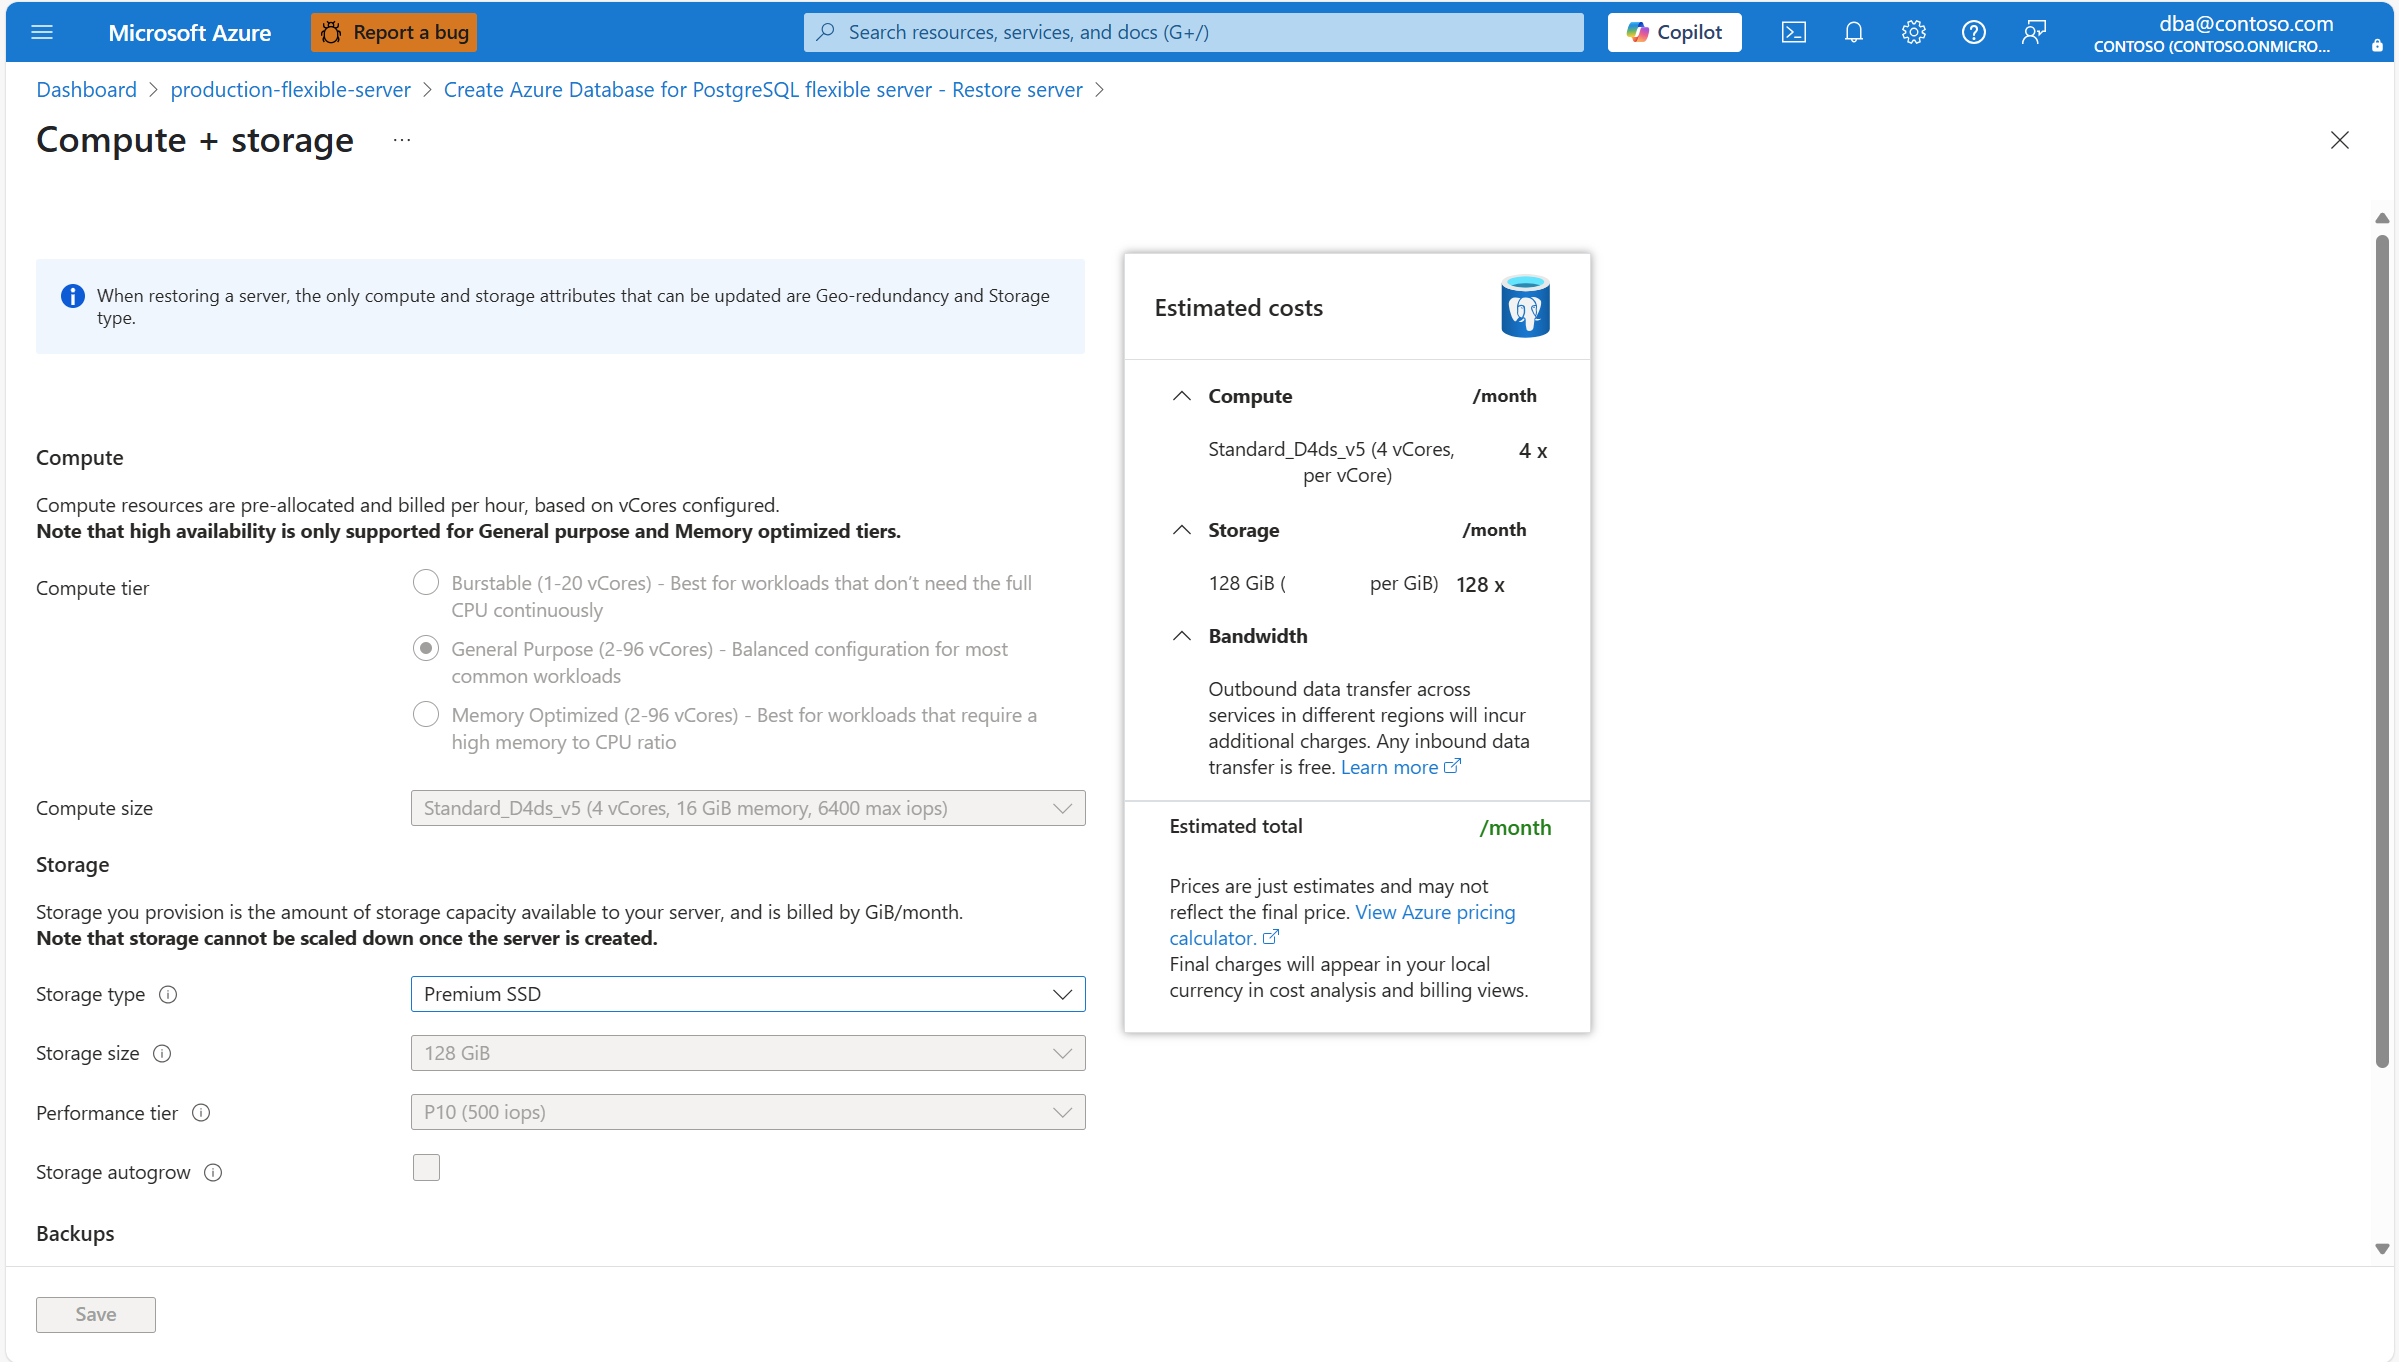 Microsoft Azure
Report a bug
Search resources, services, and docs (G+/)
Copilot
dba@contoso.com
CONTOSO (CONTOSO.ONMICRO...
Dashboard
production-flexible-server
Create Azure Database for PostgreSQL flexible server - Restore server
Compute + storage
...
When restoring a server, the only compute and storage attributes that can be updated are Geo-redundancy and Storage
type.
Compute
Compute resources are pre-allocated and billed per hour, based on vCores configured.
Note that high availability is only supported for General purpose and Memory optimized tiers.
Compute tier
Burstable (1-20 vCores) - Best for workloads that don’t need the full
CPU continuously
General Purpose (2-96 vCores) - Balanced configuration for most
common workloads
Memory Optimized (2-96 vCores) - Best for workloads that require a
high memory to CPU ratio
Compute size
Standard_D4ds_v5 (4 vCores, 16 GiB memory, 6400 max iops)
Storage
Storage you provision is the amount of storage capacity available to your server, and is billed by GiB/month.
Note that storage cannot be scaled down once the server is created.
Storage type
Premium SSD
Storage size
128 GiB
Performance tier
P10 (500 iops)
Storage autogrow
Backups
Save
Estimated costs
Compute /month
Standard_D4ds_v5 (4 vCores, 4 x
per vCore)
Storage /month
128 GiB ( per GiB) 128 x
Bandwidth
Outbound data transfer across
services in different regions will incur
additional charges. Any inbound data
transfer is free. Learn more
Estimated total /month
Prices are just estimates and may not
reflect the final price. View Azure pricing
calculator.
Final charges will appear in your local
currency in cost analysis and billing views.